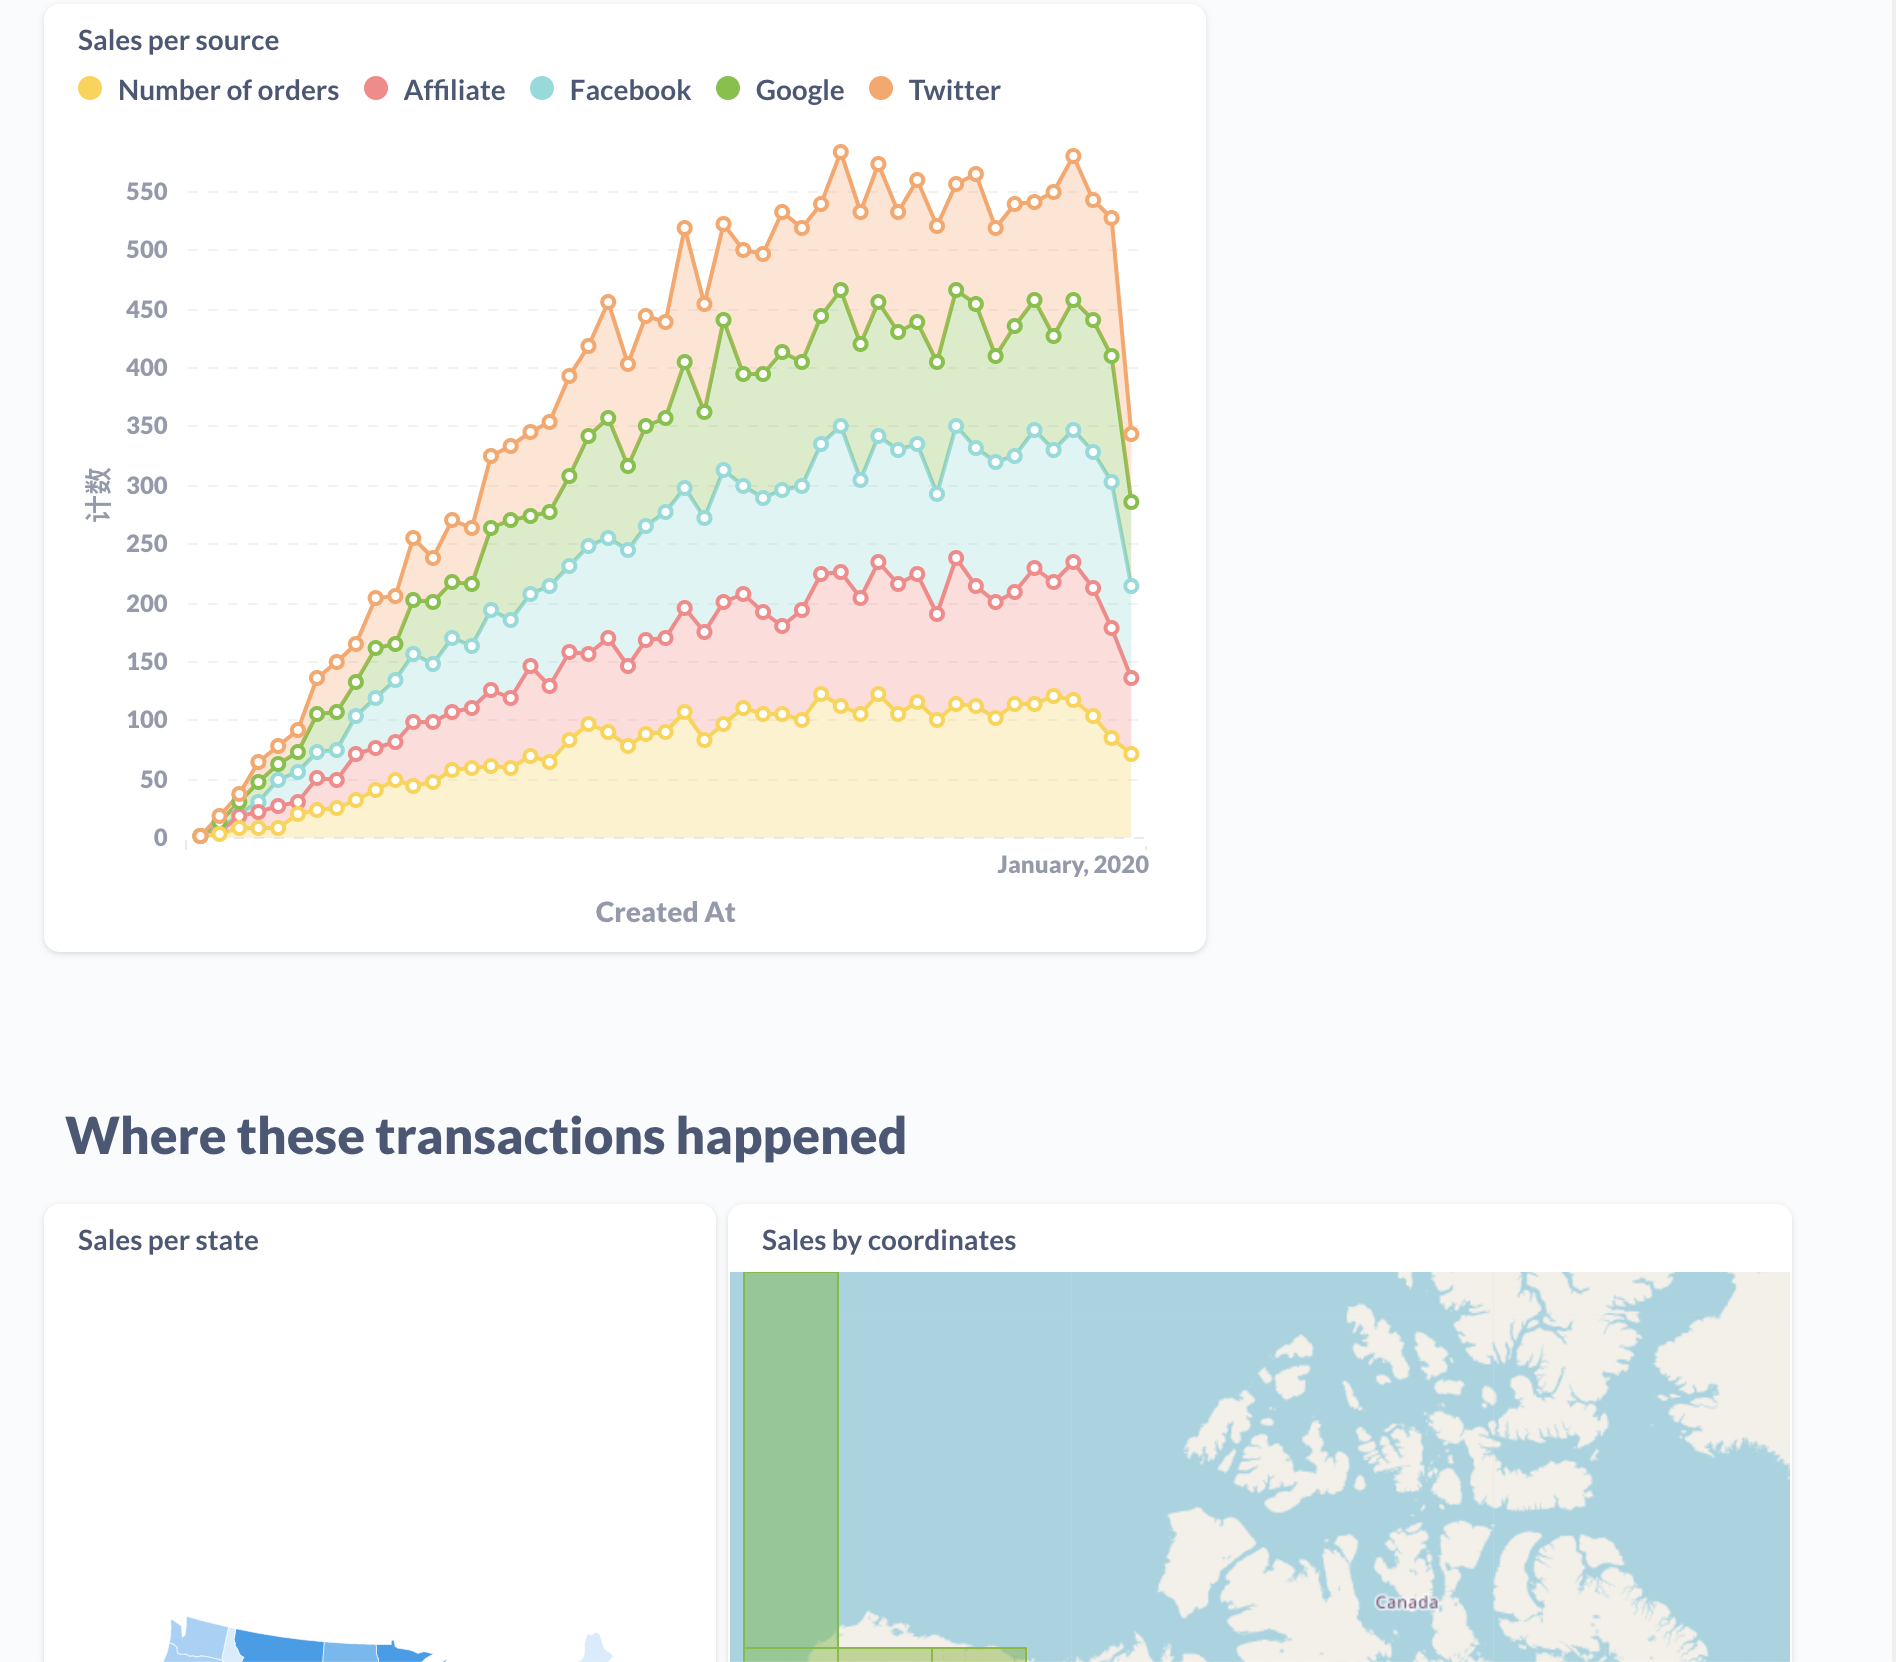 Sales per source
Number of orders Affiliate Facebook Google Twitter
550
500
450
400
350
300
250
200
150
100
50
0
计数
January, 2020
Created At
Where these transactions happened
Sales per state
Sales by coordinates
Canada